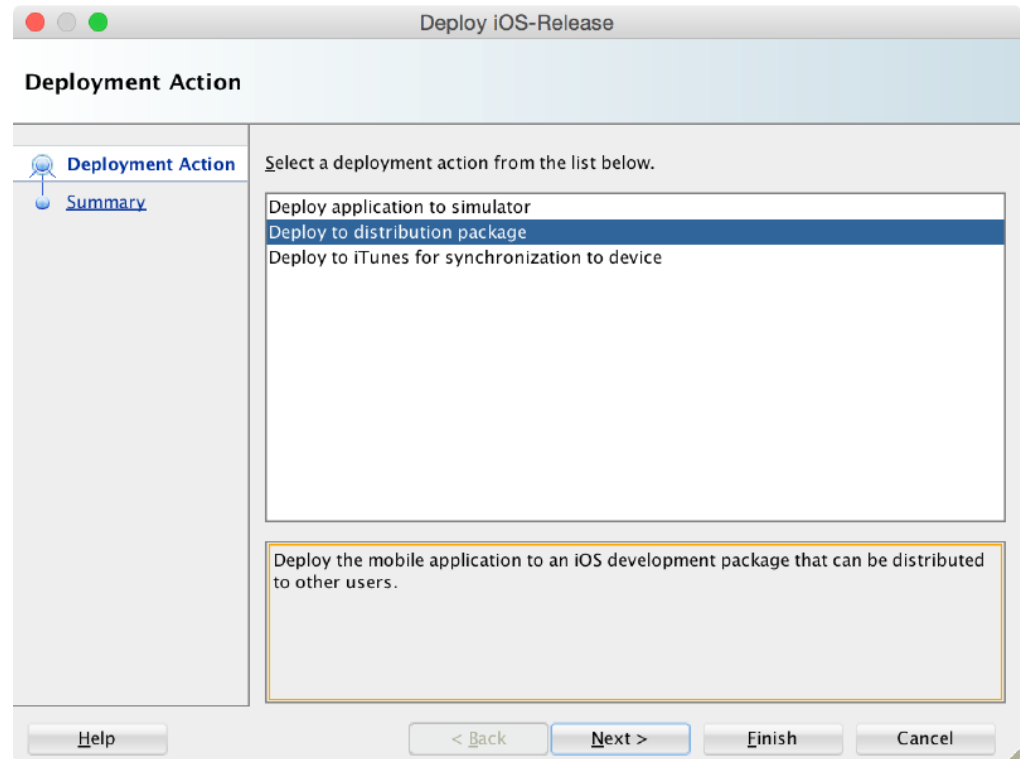 Deploy iOS-Release
Deployment Action
Deployment Action
Summary
Select a deployment action from the list below.
Deploy application to simulator
Deploy to distribution package
Deploy to iTunes for synchronization to device
Deploy the mobile application to an iOS development package that can be distributed
to other users.
Help
< Back
Next >
Finish
Cancel